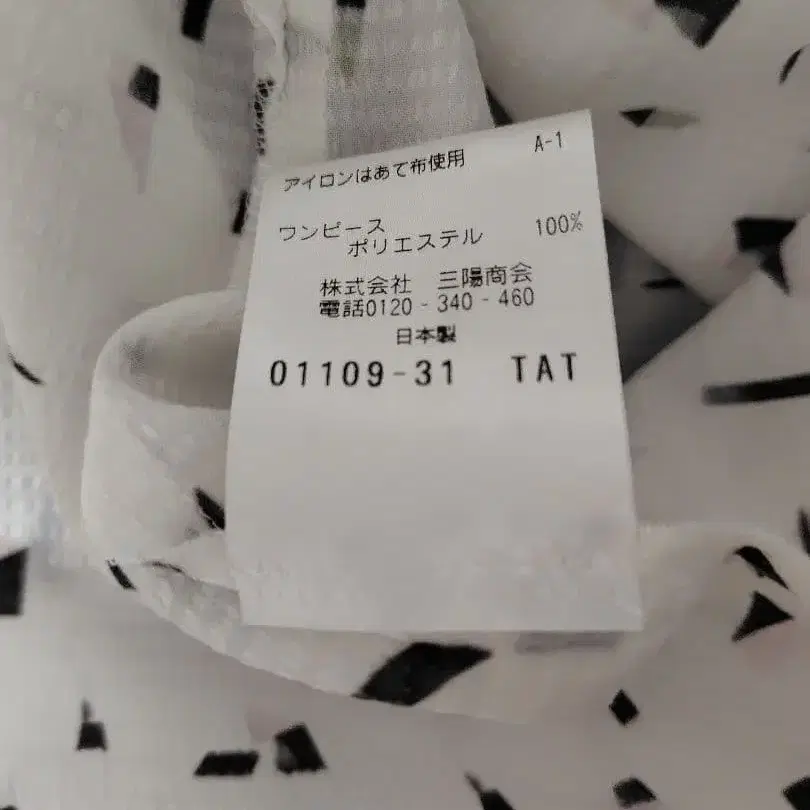 アイロンはあて布使用 A-1
ワンピース
ポリエステル 100%
株式会社 三陽商会
電話0120-340-460
日本製
01109-31 TAT